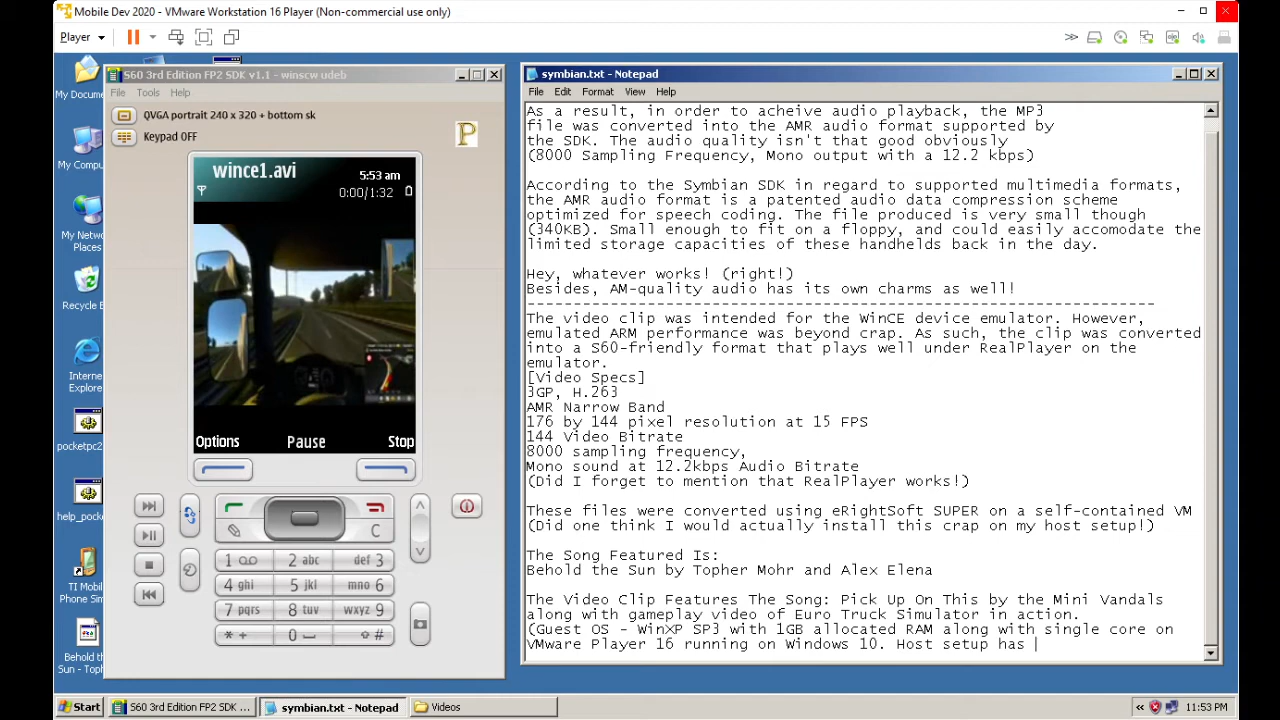 Mobile Dev 2020 - VMware Workstation 16 Player (Non-commercial use only)
Player
My Docume
My Compu
My Netwo
Places
Recycle B
Interne
Explore
pocketpc2
help_pock
TI Mobil
Phone Sim
Behold the
Sun - Toph
S60 3rd Edition FP2 SDK v1.1 - winscw udeb
File Tools Help
QVGA portrait 240 x 320 + bottom sk
Keypad OFF
P
wince1.avi
5:53 am
0:00/1:32
Options Pause Stop
C
1 2 abc def 3
4 ghi 5 jkl mno 6
7 pqrs 8 tuv wxyz 9
* + 0 #
symbian.txt - Notepad
File Edit Format View Help
As a result, in order to acheive audio playback, the MP3
file was converted into the AMR audio format supported by
the SDK. The audio quality isn't that good obviously
(8000 Sampling Frequency, Mono output with a 12.2 kbps)
According to the Symbian SDK in regard to supported multimedia formats,
the AMR audio format is a patented audio data compression scheme
optimized for speech coding. The file produced is very small though
(340KB). Small enough to fit on a floppy, and could easily accomodate the
limited storage capacities of these handhelds back in the day.
Hey, whatever works! (right!)
Besides, AM-quality audio has its own charms as well!
--------------------------------------------------------------------
The video clip was intended for the WinCE device emulator. However,
emulated ARM performance was beyond crap. As such, the clip was converted
into a S60-friendly format that plays well under RealPlayer on the
emulator.
[Video Specs]
3GP, H.263
AMR Narrow Band
176 by 144 pixel resolution at 15 FPS
144 Video Bitrate
8000 sampling frequency,
Mono sound at 12.2kbps Audio Bitrate
(Did I forget to mention that RealPlayer works!)
These files were converted using eRightSoft SUPER on a self-contained VM
(Did one think I would actually install this crap on my host setup!)
The Song Featured Is:
Behold the Sun by Topher Mohr and Alex Elena
The Video Clip Features The Song: Pick Up On This by the Mini Vandals
along with gameplay video of Euro Truck Simulator in action.
(Guest OS - WinXP SP3 with 1GB allocated RAM along with single core on
VMware Player 16 running on Windows 10. Host setup has
Start
S60 3rd Edition FP2 SDK ...
symbian.txt - Notepad
Videos
11:53 PM